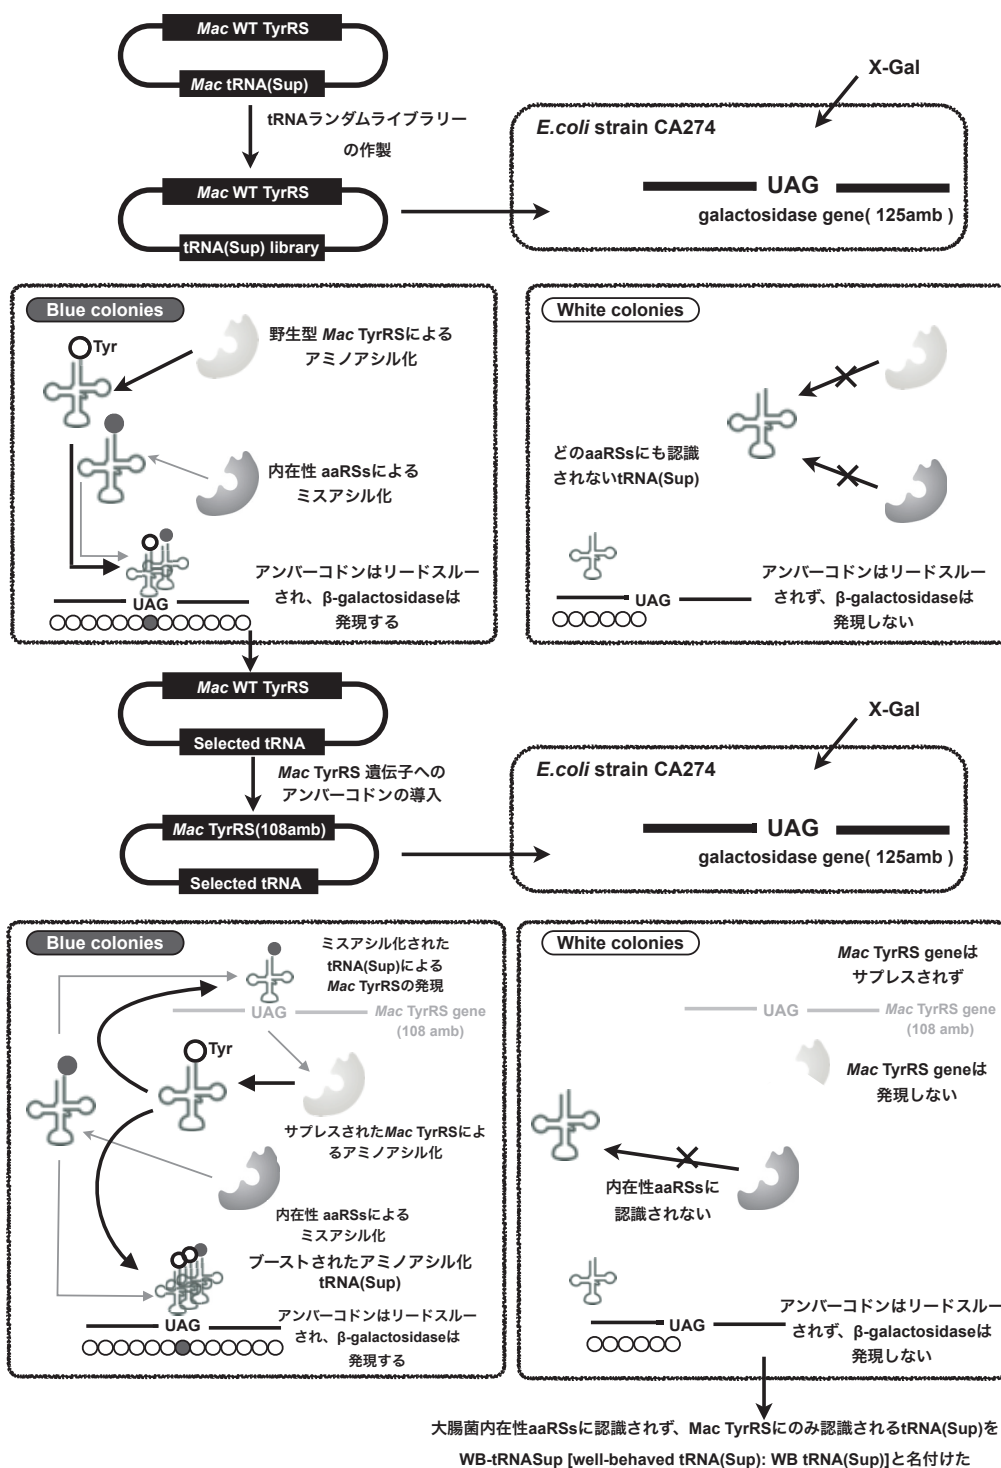 Mac WT TyrRS
Mac tRNA(Sup)
tRNAランダムライブラリー
の作製
Mac WT TyrRS
tRNA(Sup) library
X-Gal
E.coli strain CA274
UAG
galactosidase gene( 125amb )
Blue colonies
Tyr
野生型 Mac TyrRSによる
アミノアシル化
内在性 aaRSsによる
ミスアシル化
アンバーコドンはリードスルー
され、β-galactosidaseは
発現する
UAG
White colonies
どのaaRSsにも認識
されないtRNA(Sup)
アンバーコドンはリードスルー
されず、β-galactosidaseは
発現しない
UAG
Mac WT TyrRS
Selected tRNA
Mac TyrRS 遺伝子への
アンバーコドンの導入
Mac TyrRS(108amb)
Selected tRNA
X-Gal
E.coli strain CA274
UAG
galactosidase gene( 125amb )
Blue colonies
ミスアシル化された
tRNA(Sup)による
Mac TyrRSの発現
UAG
Mac TyrRS gene
(108 amb)
Tyr
サプレスされたMac TyrRSによ
るアミノアシル化
内在性 aaRSsによる
ミスアシル化
ブーストされたアミノアシル化
tRNA(Sup)
アンバーコドンはリードスルー
され、β-galactosidaseは
発現する
UAG
White colonies
Mac TyrRS geneは
サプレスされず
UAG
Mac TyrRS gene
(108 amb)
Mac TyrRS geneは
発現しない
内在性aaRSsに
認識されない
アンバーコドンはリードスルー
されず、β-galactosidaseは
発現しない
UAG
大腸菌内在性aaRSsに認識されず、Mac TyrRSにのみ認識されるtRNA(Sup)を
WB-tRNASup [well-behaved tRNA(Sup): WB tRNA(Sup)]と名付けた